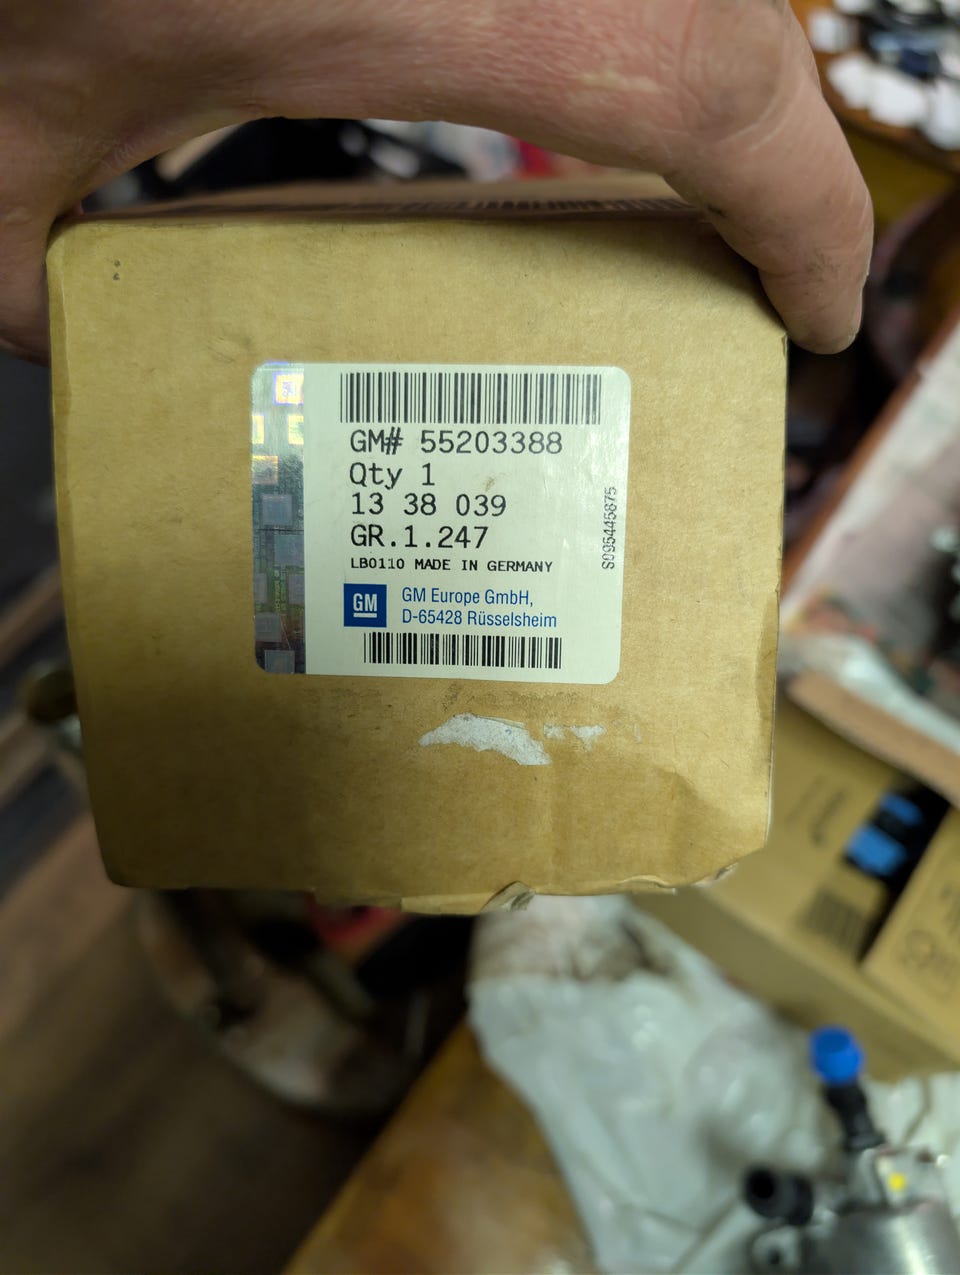 GM# 55203388
Qty 1
13 38 039
GR.1.247
LB0110 MADE IN GERMANY
GM
GM Europe GmbH,
D-65428 Rüsselsheim
S095445875